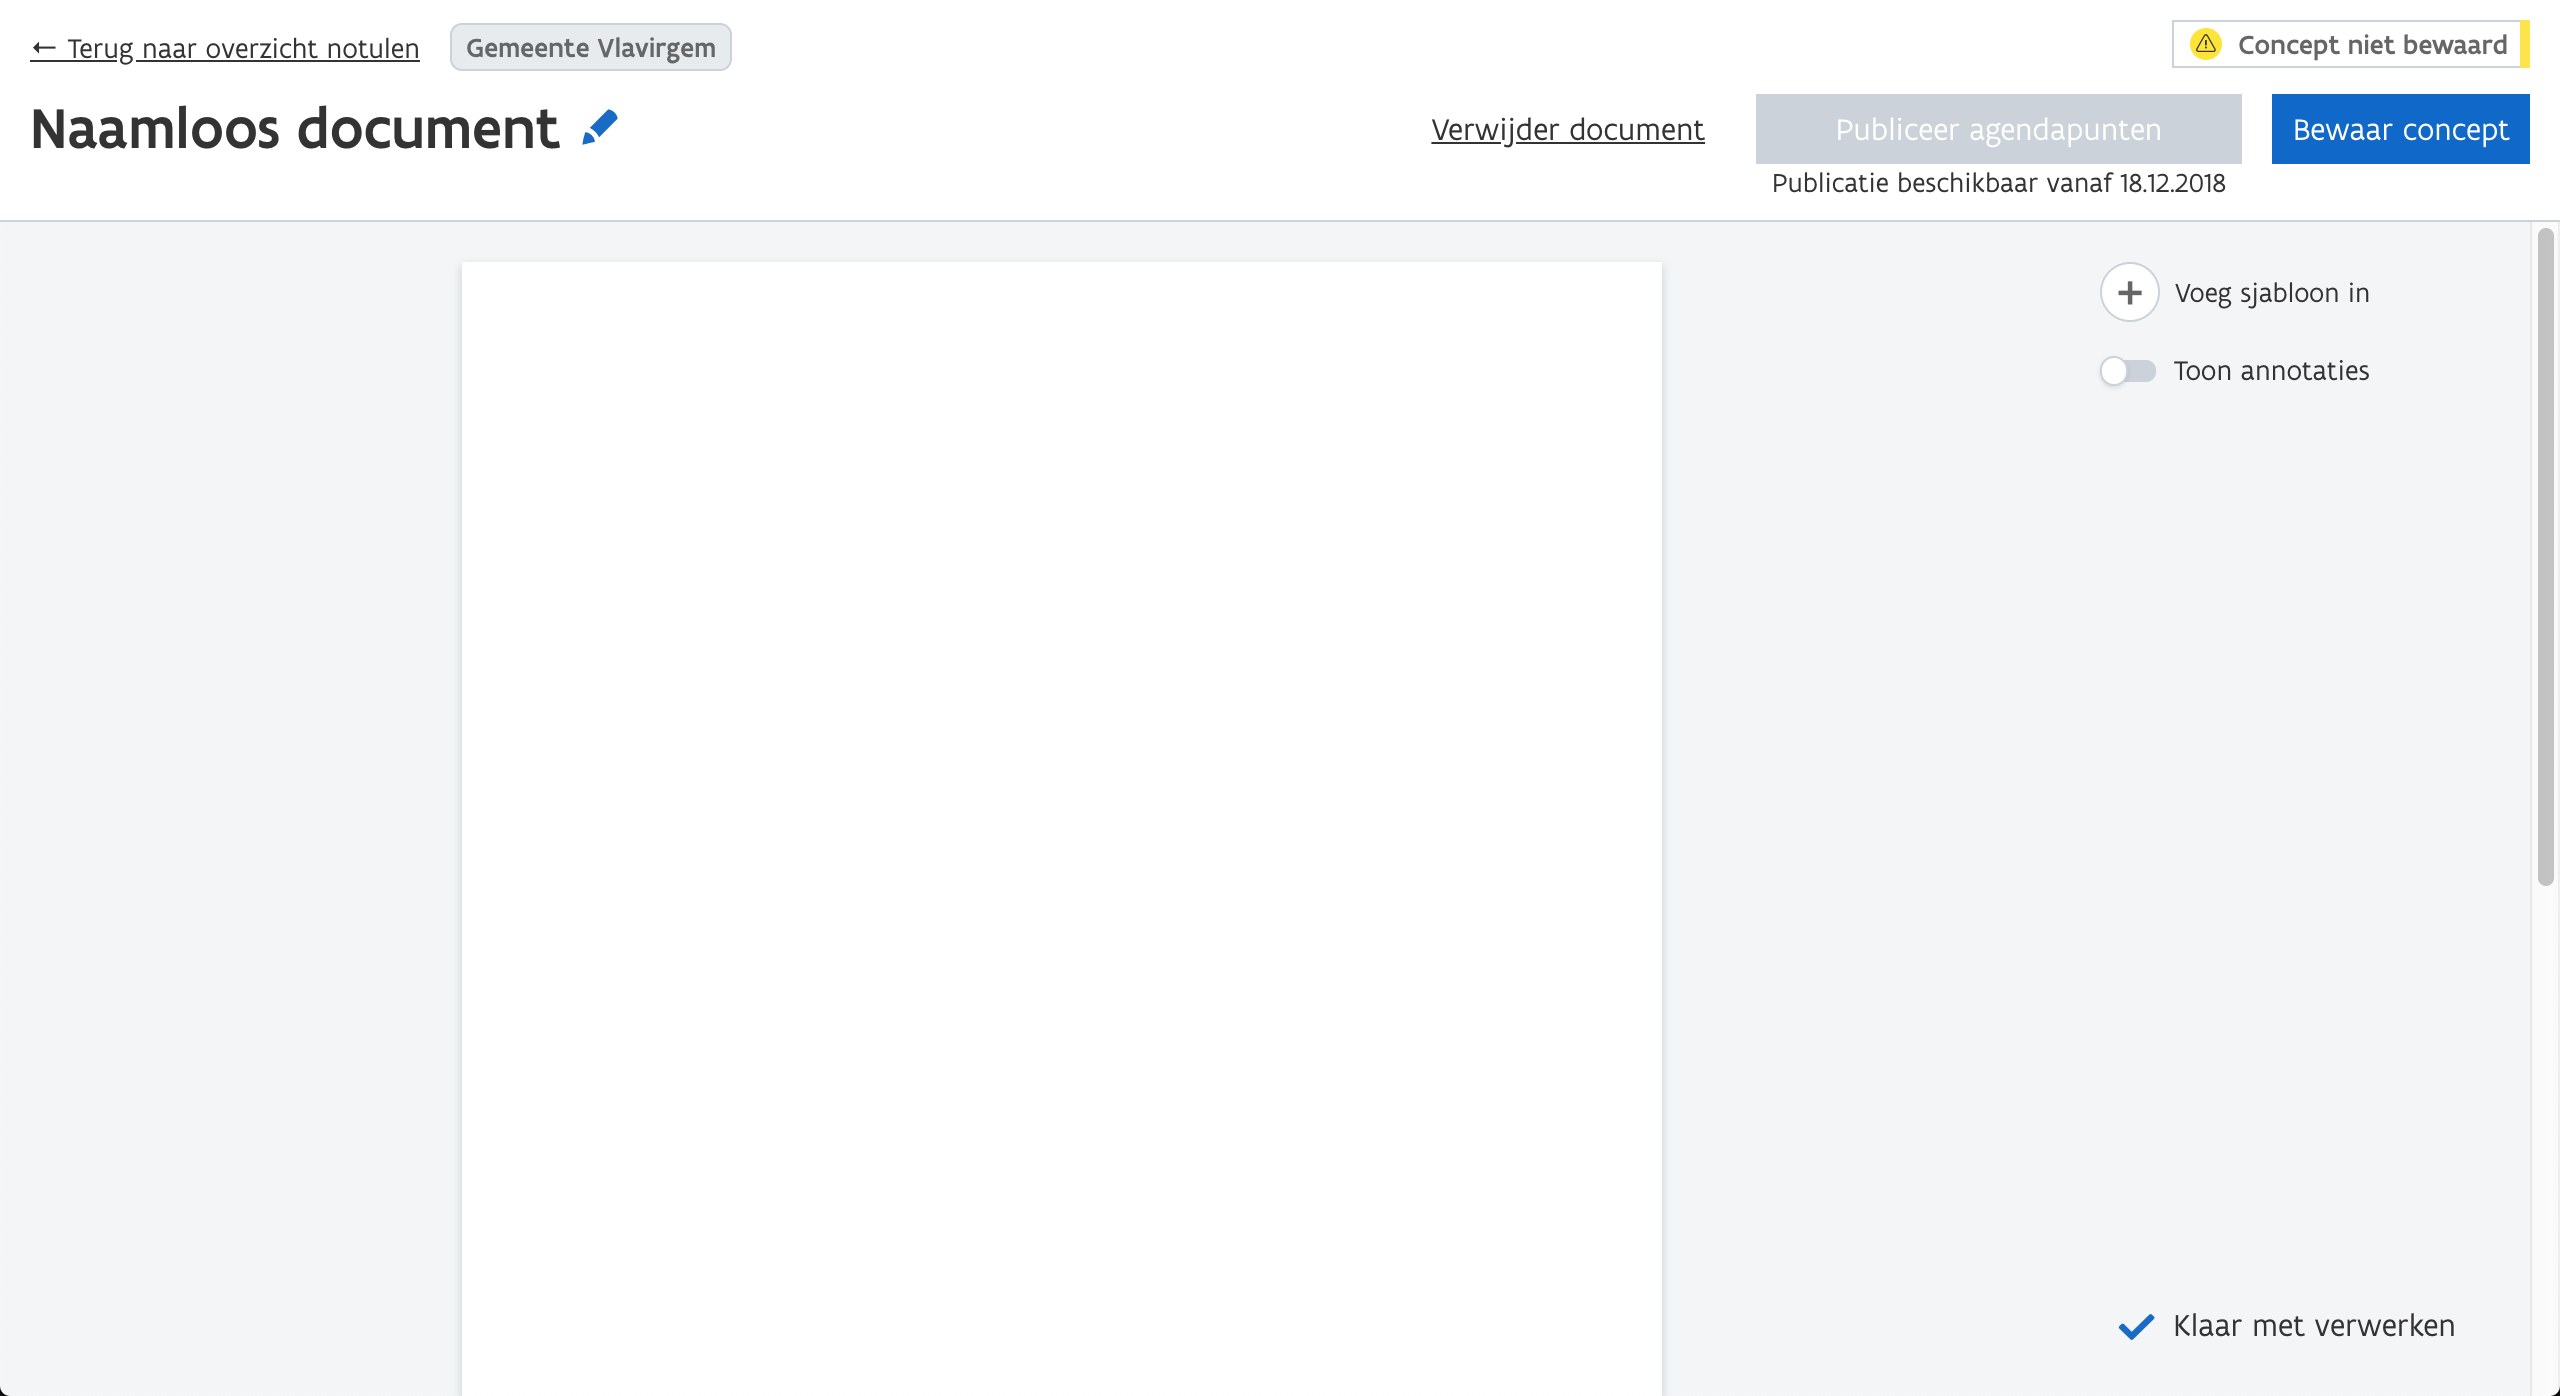 ← Terug naar overzicht notulen
Gemeente Vlavirgem
Concept niet bewaard
Naamloos document
Verwijder document
Publiceer agendapunten
Bewaar concept
Publicatie beschikbaar vanaf 18.12.2018
Voeg sjabloon in
Toon annotaties
Klaar met verwerken